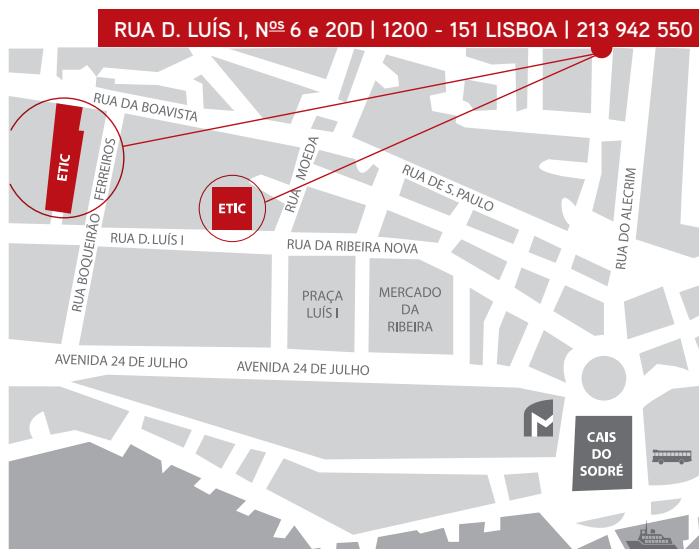 RUA D. LUÍS I, Nºˢ 6 e 20D | 1200 - 151 LISBOA | 213 942 550
RUA DA BOAVISTA
ETIC
RUA BOQUEIRÃO FERREIROS
RUA MOEDA
RUA DE S. PAULO
RUA DO ALECRIM
ETIC
RUA D. LUÍS I
RUA DA RIBEIRA NOVA
PRAÇA
LUÍS I
MERCADO
DA
RIBEIRA
AVENIDA 24 DE JULHO
AVENIDA 24 DE JULHO
CAIS
DO
SODRÉ